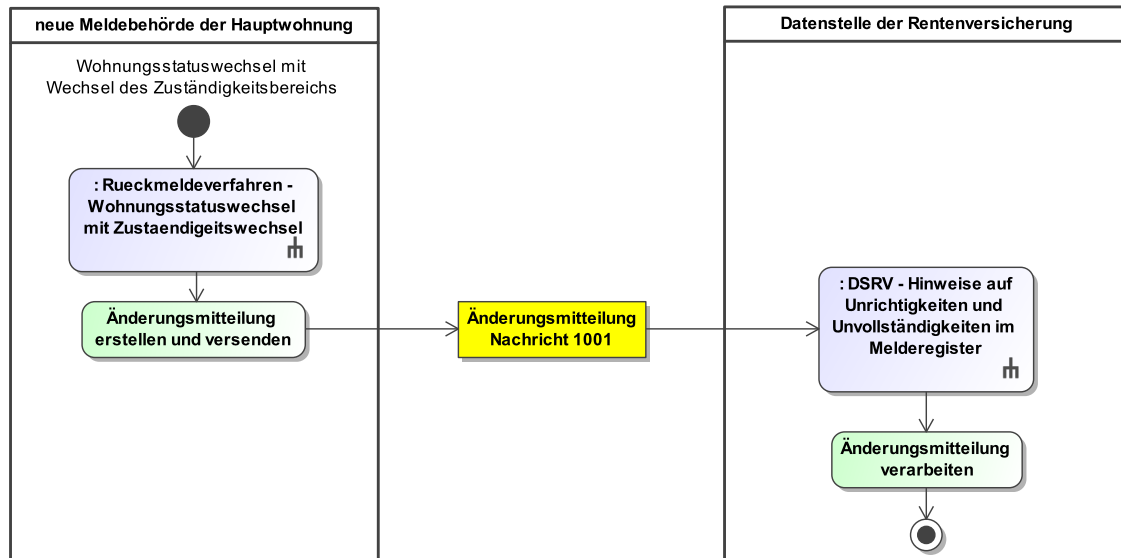 neue Meldebehörde der Hauptwohnung
Wohnungsstatuswechsel mit
Wechsel des Zuständigkeitsbereichs
: Rueckmeldeverfahren -
Wohnungsstatuswechsel
mit Zustaendigeitswechsel
Änderungsmitteilung
erstellen und versenden
Änderungsmitteilung
Nachricht 1001
Datenstelle der Rentenversicherung
: DSRV - Hinweise auf
Unrichtigkeiten und
Unvollständigkeiten im
Melderegister
Änderungsmitteilung
verarbeiten